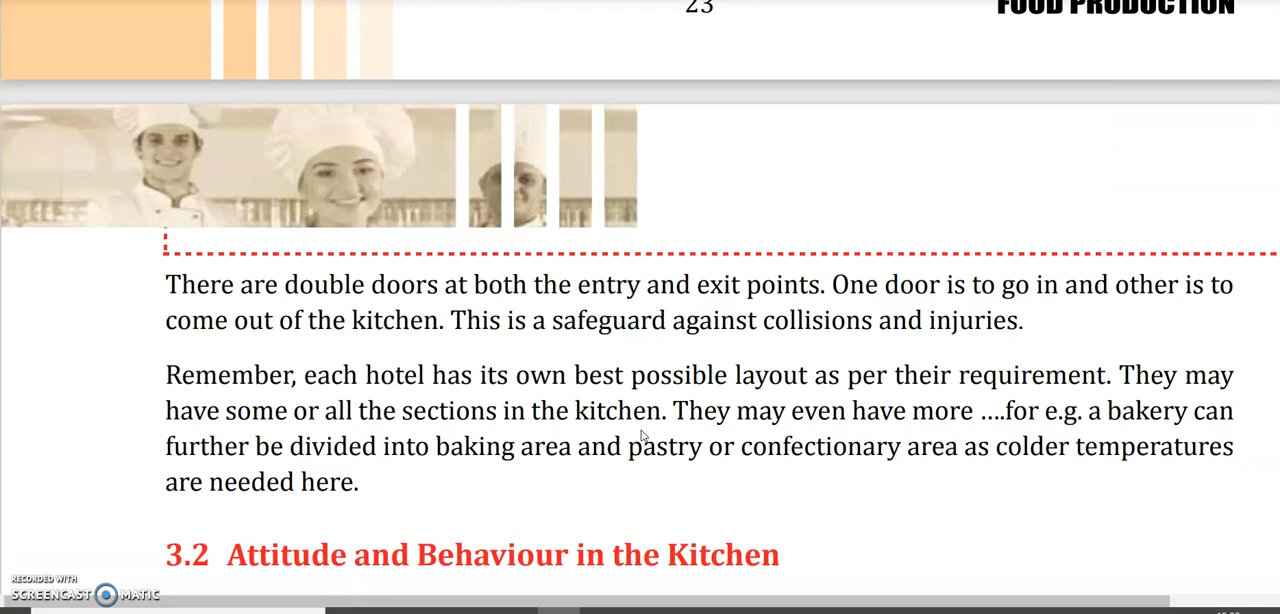 23
FOOD PRODUCTION
There are double doors at both the entry and exit points. One door is to go in and other is to
come out of the kitchen. This is a safeguard against collisions and injuries.
Remember, each hotel has its own best possible layout as per their requirement. They may
have some or all the sections in the kitchen. They may even have more ....for e.g. a bakery can
further be divided into baking area and pastry or confectionary area as colder temperatures
are needed here.
3.2 Attitude and Behaviour in the Kitchen
RECORDED WITH
SCREENCAST MATIC